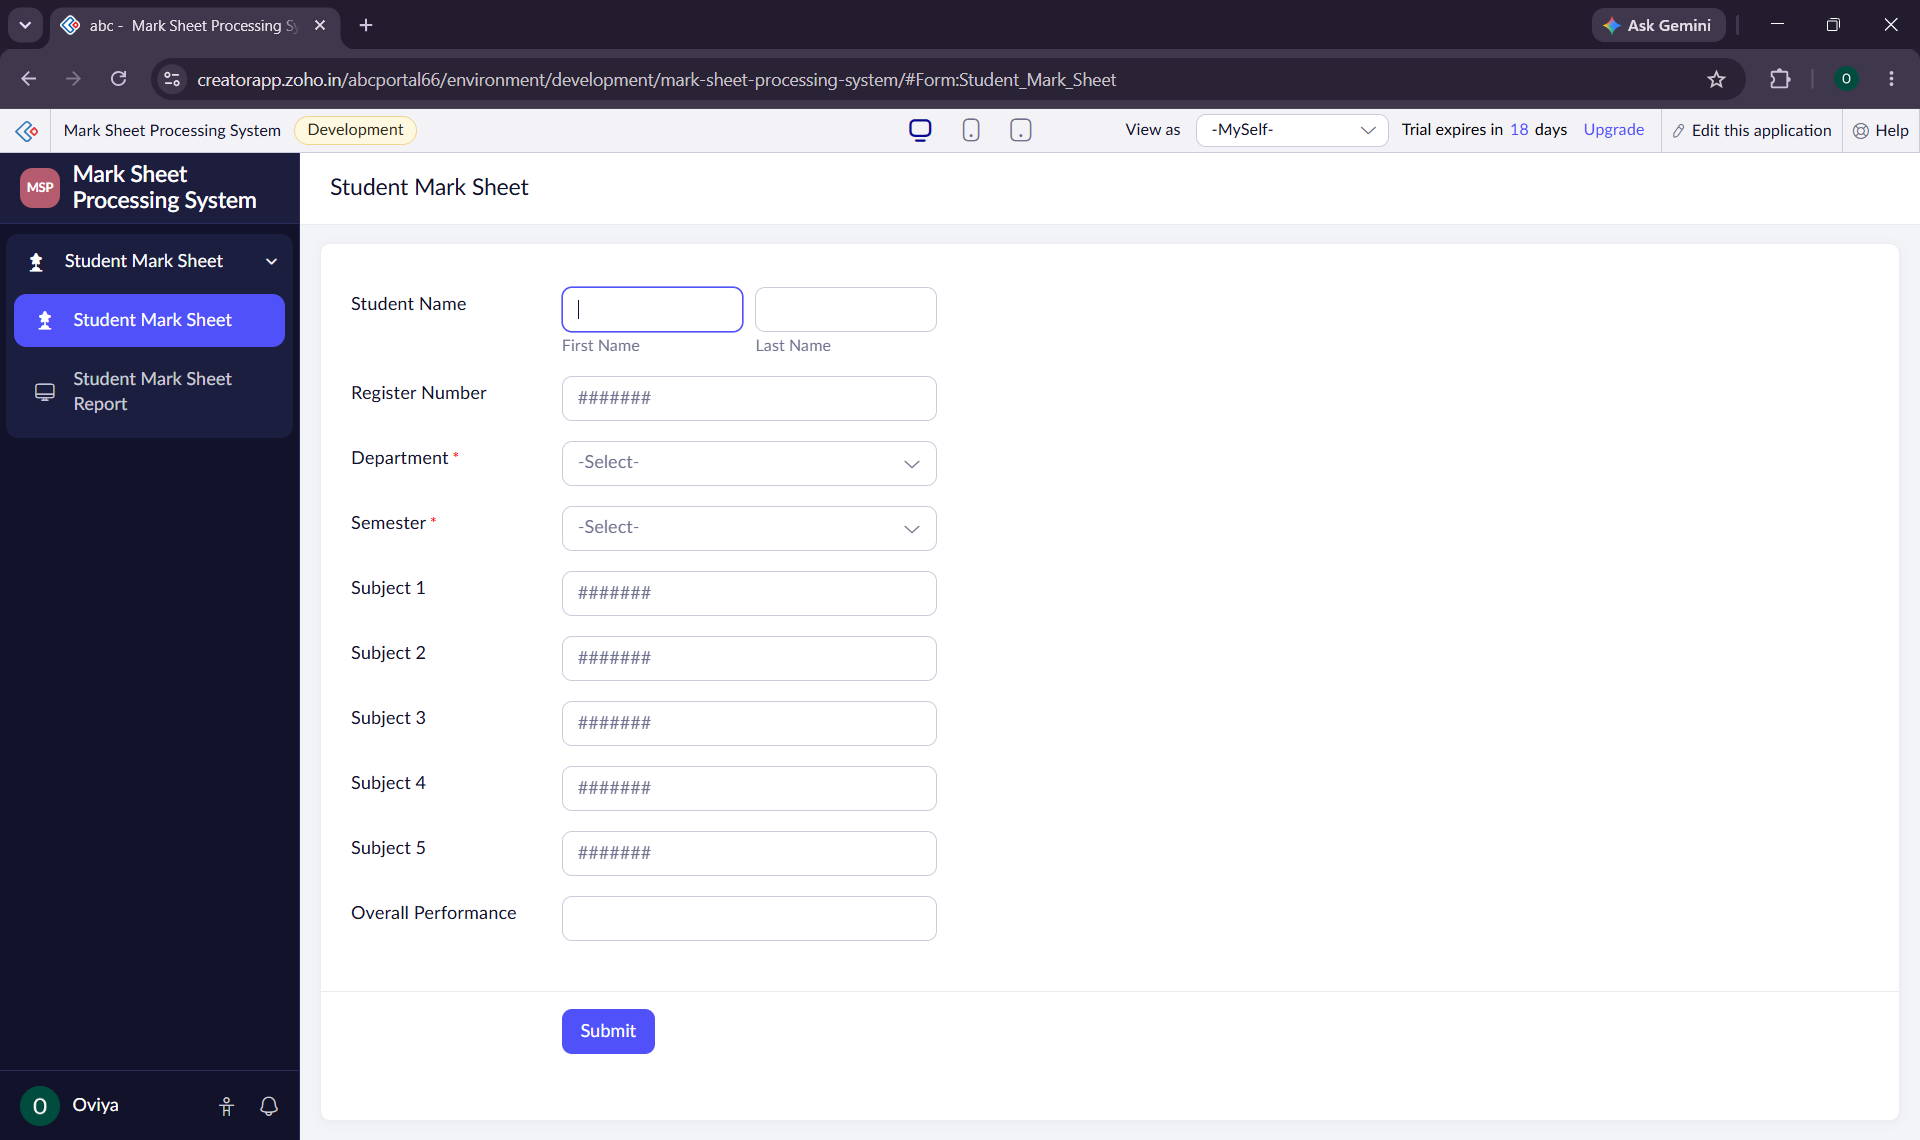 abc - Mark Sheet Processing Sy
Ask Gemini
creatorapp.zoho.in/abcportal66/environment/development/mark-sheet-processing-system/#Form:Student_Mark_Sheet
O
Mark Sheet Processing System
Development
View as
-MySelf-
Trial expires in 18 days
Upgrade
Edit this application
Help
MSP
Mark Sheet
Processing System
Student Mark Sheet
Student Mark Sheet
Student Mark Sheet
Report
Student Mark Sheet
Student Name
First Name
Last Name
Register Number
#######
Department *
-Select-
Semester *
-Select-
Subject 1
#######
Subject 2
#######
Subject 3
#######
Subject 4
#######
Subject 5
#######
Overall Performance
Submit
O
Oviya